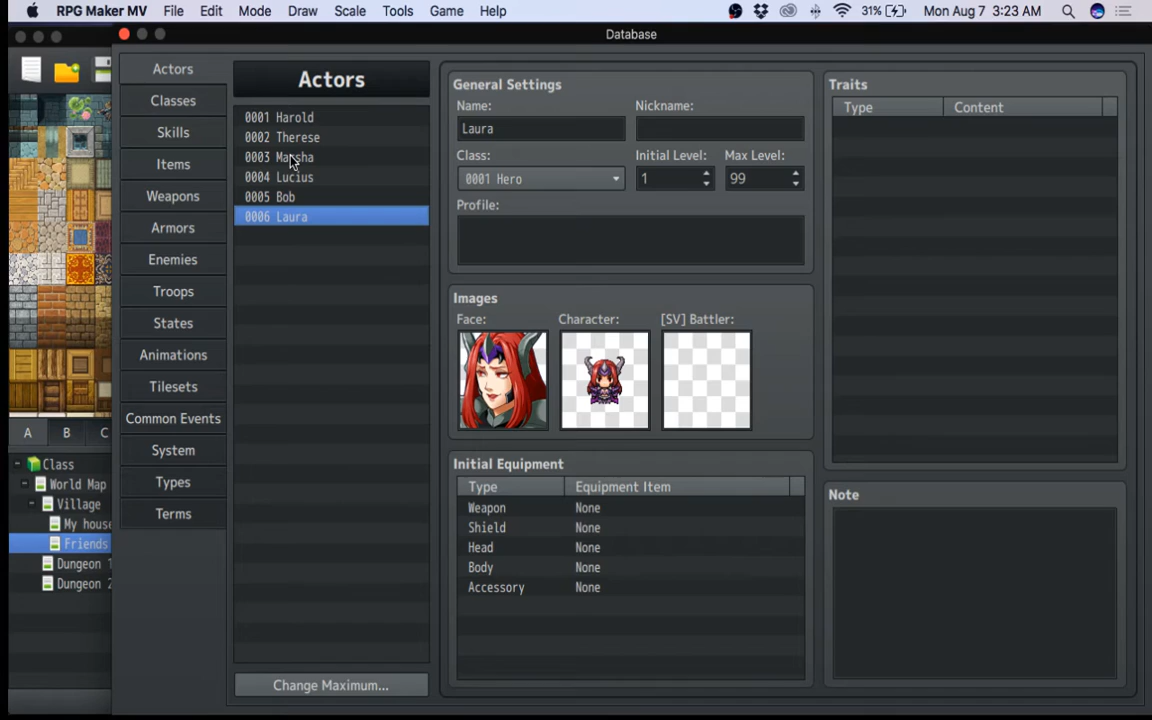 RPG Maker MV File Edit Mode Draw Scale Tools Game Help 31% Mon Aug 7 3:23 AM
Database
Actors
Classes
Skills
Items
Weapons
Armors
Enemies
Troops
States
Animations
Tilesets
Common Events
System
Types
Terms
A B C
Class
World Map
Village
My house
Friends
Dungeon 1
Dungeon 2
Actors
0001 Harold
0002 Therese
0003 Marsha
0004 Lucius
0005 Bob
0006 Laura
Change Maximum...
General Settings
Name: Nickname:
Laura
Class: Initial Level: Max Level:
0001 Hero 1 99
Profile:
Images
Face: Character: [SV] Battler:
Initial Equipment
Type Equipment Item
Weapon None
Shield None
Head None
Body None
Accessory None
Traits
Type Content
Note